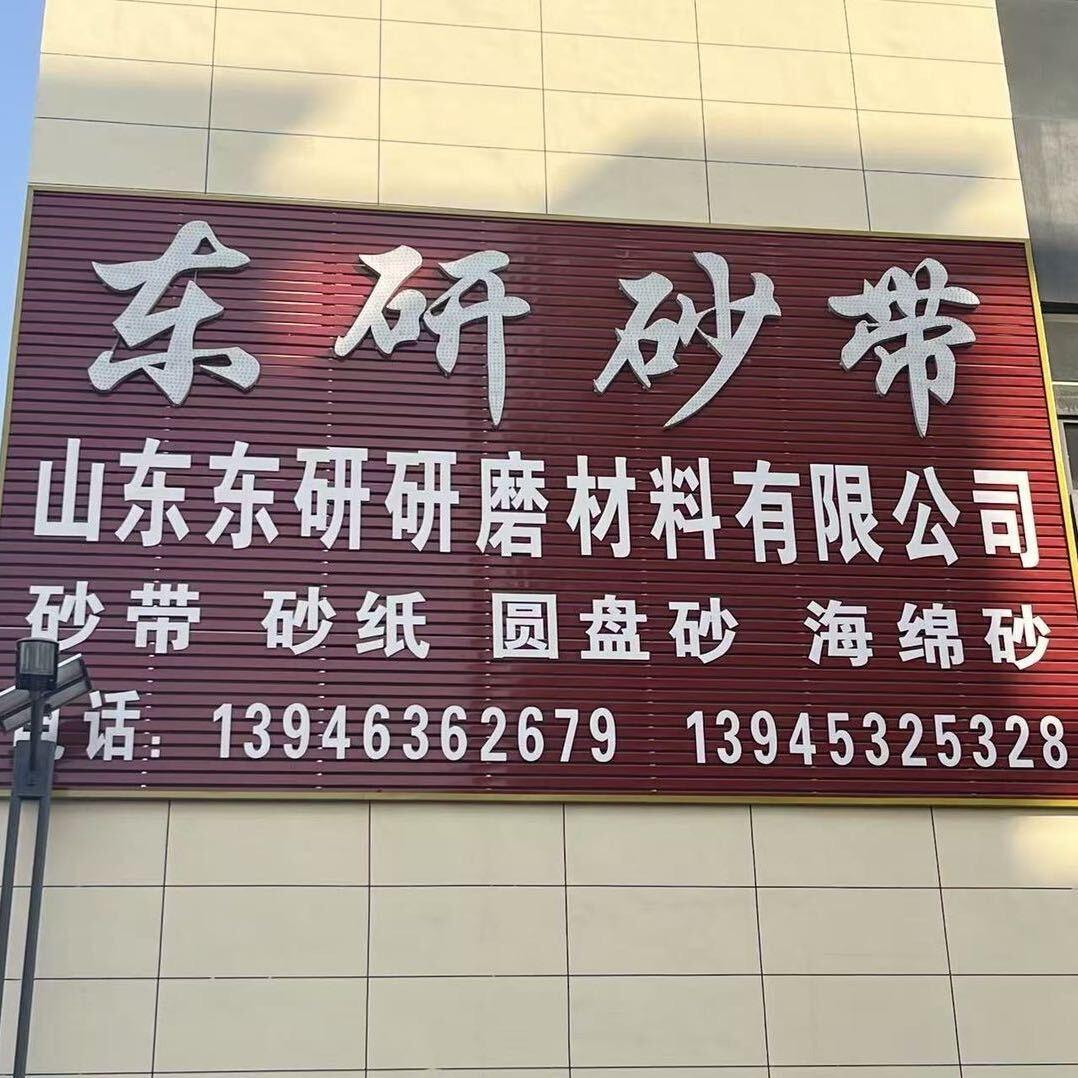 东研砂带
山东东研研磨材料有限公司
砂带 砂纸 圆盘砂 海绵砂
电话：13946362679 13945325328